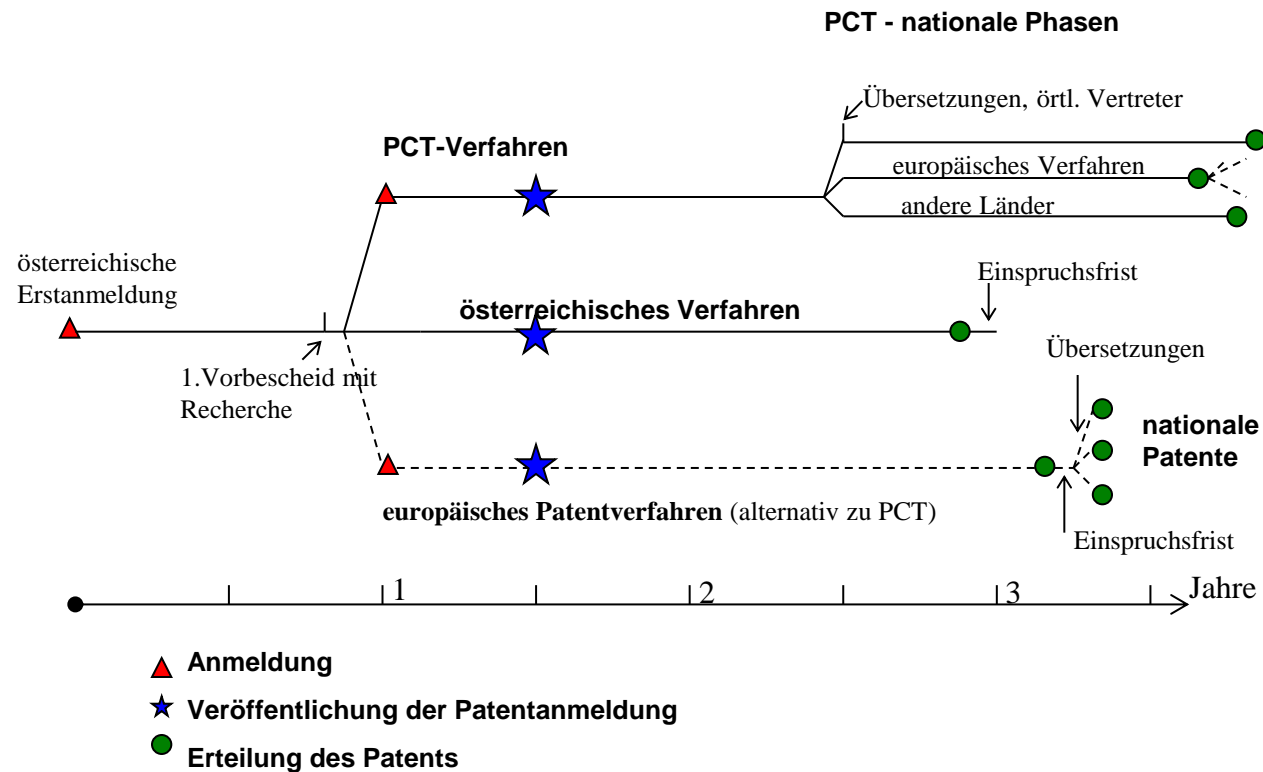 PCT - nationale Phasen
Übersetzungen, örtl. Vertreter
PCT-Verfahren
europäisches Verfahren
andere Länder
österreichische
Erstanmeldung
Einspruchsfrist
österreichisches Verfahren
Übersetzungen
1.Vorbescheid mit
Recherche
nationale
Patente
europäisches Patentverfahren (alternativ zu PCT)
Einspruchsfrist
1
2
3
Jahre
Anmeldung
Veröffentlichung der Patentanmeldung
Erteilung des Patents